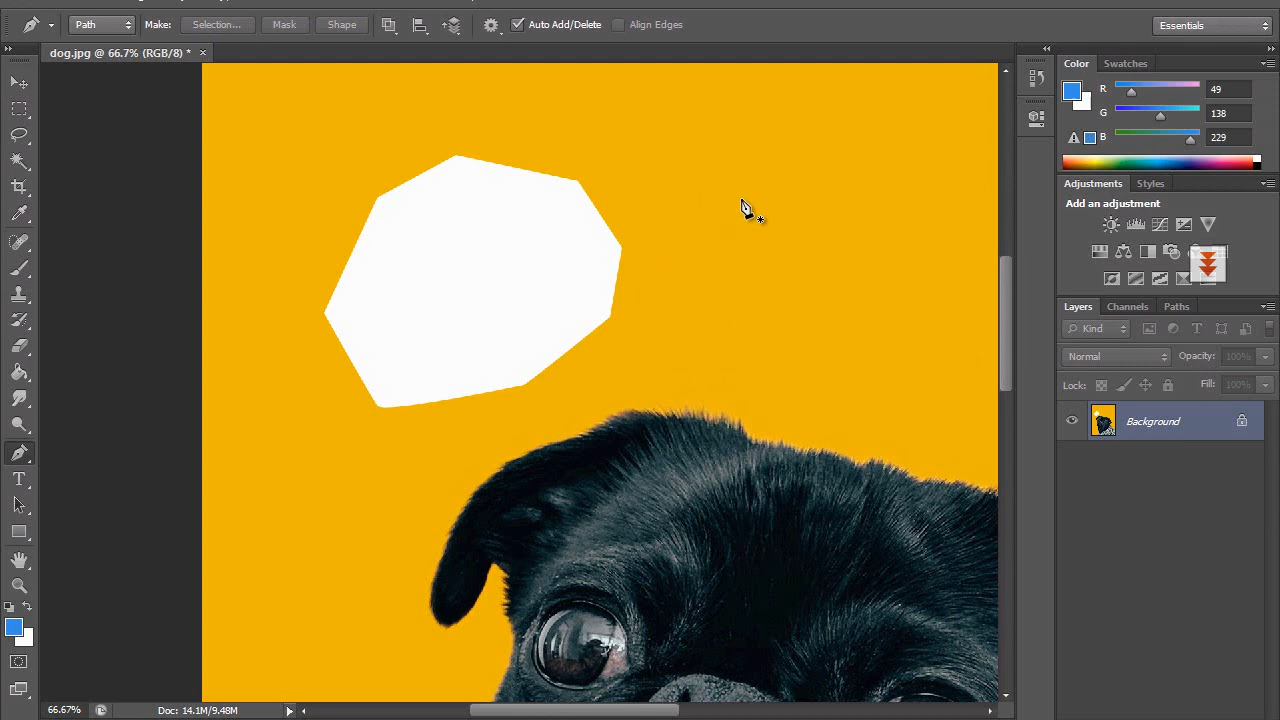 Path Make: Selection... Mask Shape Auto Add/Delete Align Edges Essentials
dog.jpg @ 66.7% (RGB/8) * ×
Color Swatches
R 49
G 138
B 229
Adjustments Styles
Add an adjustment
Layers Channels Paths
Kind
Normal Opacity: 100%
Lock: Fill: 100%
Background
66.67% Doc: 14.1M/9.48M